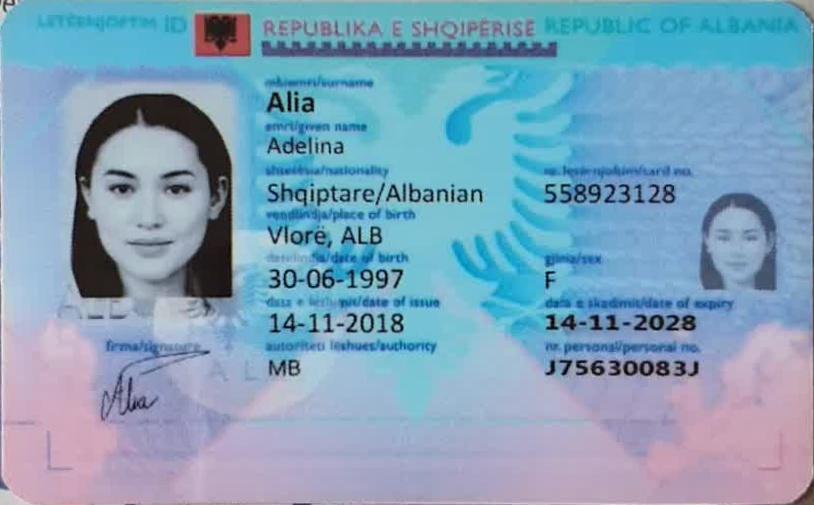 LETËRNJOFTIM ID REPUBLIKA E SHQIPËRISË REPUBLIC OF ALBANIA
mbiemri/surname
Alia
emri/given name
Adelina
shtetësia/nationality nr. letërnjoftimi/card no.
Shqiptare/Albanian 558923128
vendlindja/place of birth
Vlorë, ALB
datelindja/date of birth gjinia/sex
30-06-1997 F
data e lëshimit/date of issue data e skadimit/date of expiry
14-11-2018 14-11-2028
firma/signature autoriteti lëshues/authority nr. personal/personal no.
MB J75630083J
Alia
ALB